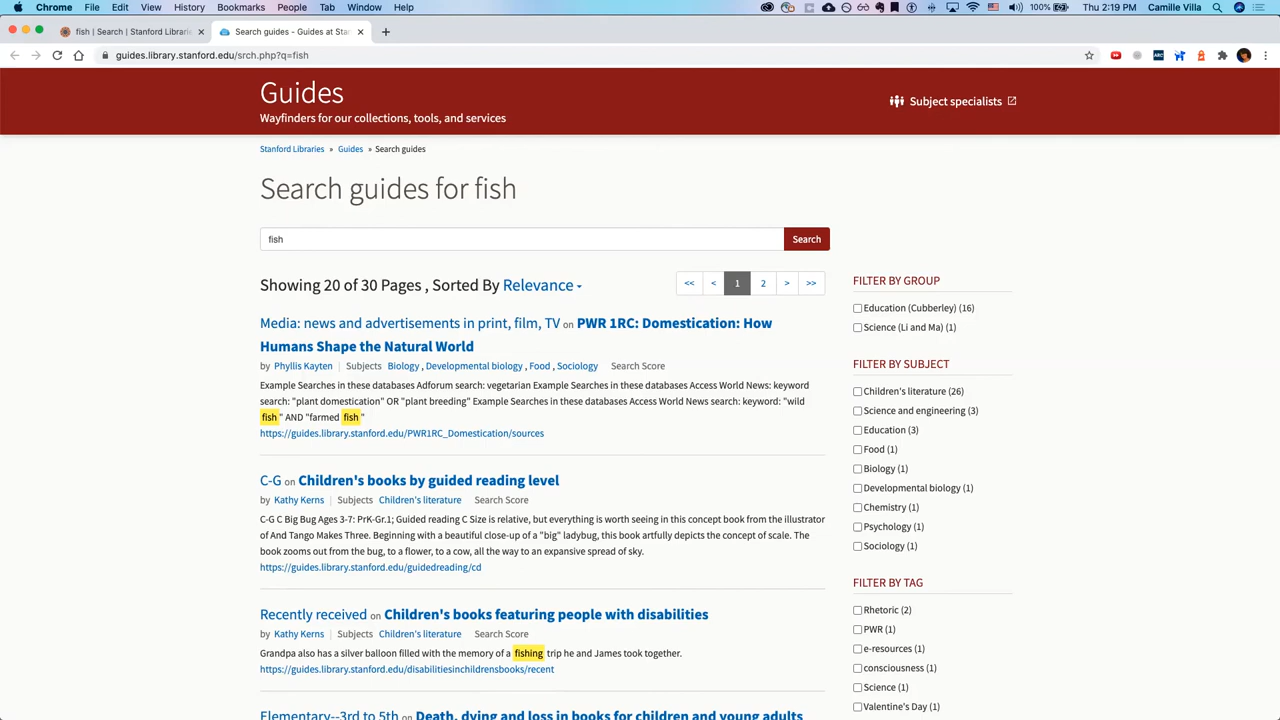 Chrome File Edit View History Bookmarks People Tab Window Help 100% Thu 2:19 PM Camille Villa
fish | Search | Stanford Librari Search guides - Guides at Sta
guides.library.stanford.edu/srch.php?q=fish
Guides
Wayfinders for our collections, tools, and services
Subject specialists
Stanford Libraries » Guides » Search guides
Search guides for fish
fish
Search
Showing 20 of 30 Pages , Sorted By Relevance
<< < 1 2 > >>
Media: news and advertisements in print, film, TV on PWR 1RC: Domestication: How
Humans Shape the Natural World
by Phyllis Kayten | Subjects Biology , Developmental biology , Food , Sociology Search Score
Example Searches in these databases Adforum search: vegetarian Example Searches in these databases Access World News: keyword
search: "plant domestication" OR "plant breeding" Example Searches in these databases Access World News search: keyword: "wild
fish " AND "farmed fish "
https://guides.library.stanford.edu/PWR1RC_Domestication/sources
C-G on Children's books by guided reading level
by Kathy Kerns | Subjects Children's literature Search Score
C-G C Big Bug Ages 3-7: PrK-Gr.1; Guided reading C Size is relative, but everything is worth seeing in this concept book from the illustrator
of And Tango Makes Three. Beginning with a beautiful close-up of a "big" ladybug, this book artfully depicts the concept of scale. The
book zooms out from the bug, to a flower, to a cow, all the way to an expansive spread of sky.
https://guides.library.stanford.edu/guidedreading/cd
Recently received on Children's books featuring people with disabilities
by Kathy Kerns | Subjects Children's literature Search Score
Grandpa also has a silver balloon filled with the memory of a fishing trip he and James took together.
https://guides.library.stanford.edu/disabilitiesinchildrensbooks/recent
Elementary--3rd to 5th on Death, dying and loss in books for children and young adults
FILTER BY GROUP
Education (Cubberley) (16)
Science (Li and Ma) (1)
FILTER BY SUBJECT
Children's literature (26)
Science and engineering (3)
Education (3)
Food (1)
Biology (1)
Developmental biology (1)
Chemistry (1)
Psychology (1)
Sociology (1)
FILTER BY TAG
Rhetoric (2)
PWR (1)
e-resources (1)
consciousness (1)
Science (1)
Valentine's Day (1)